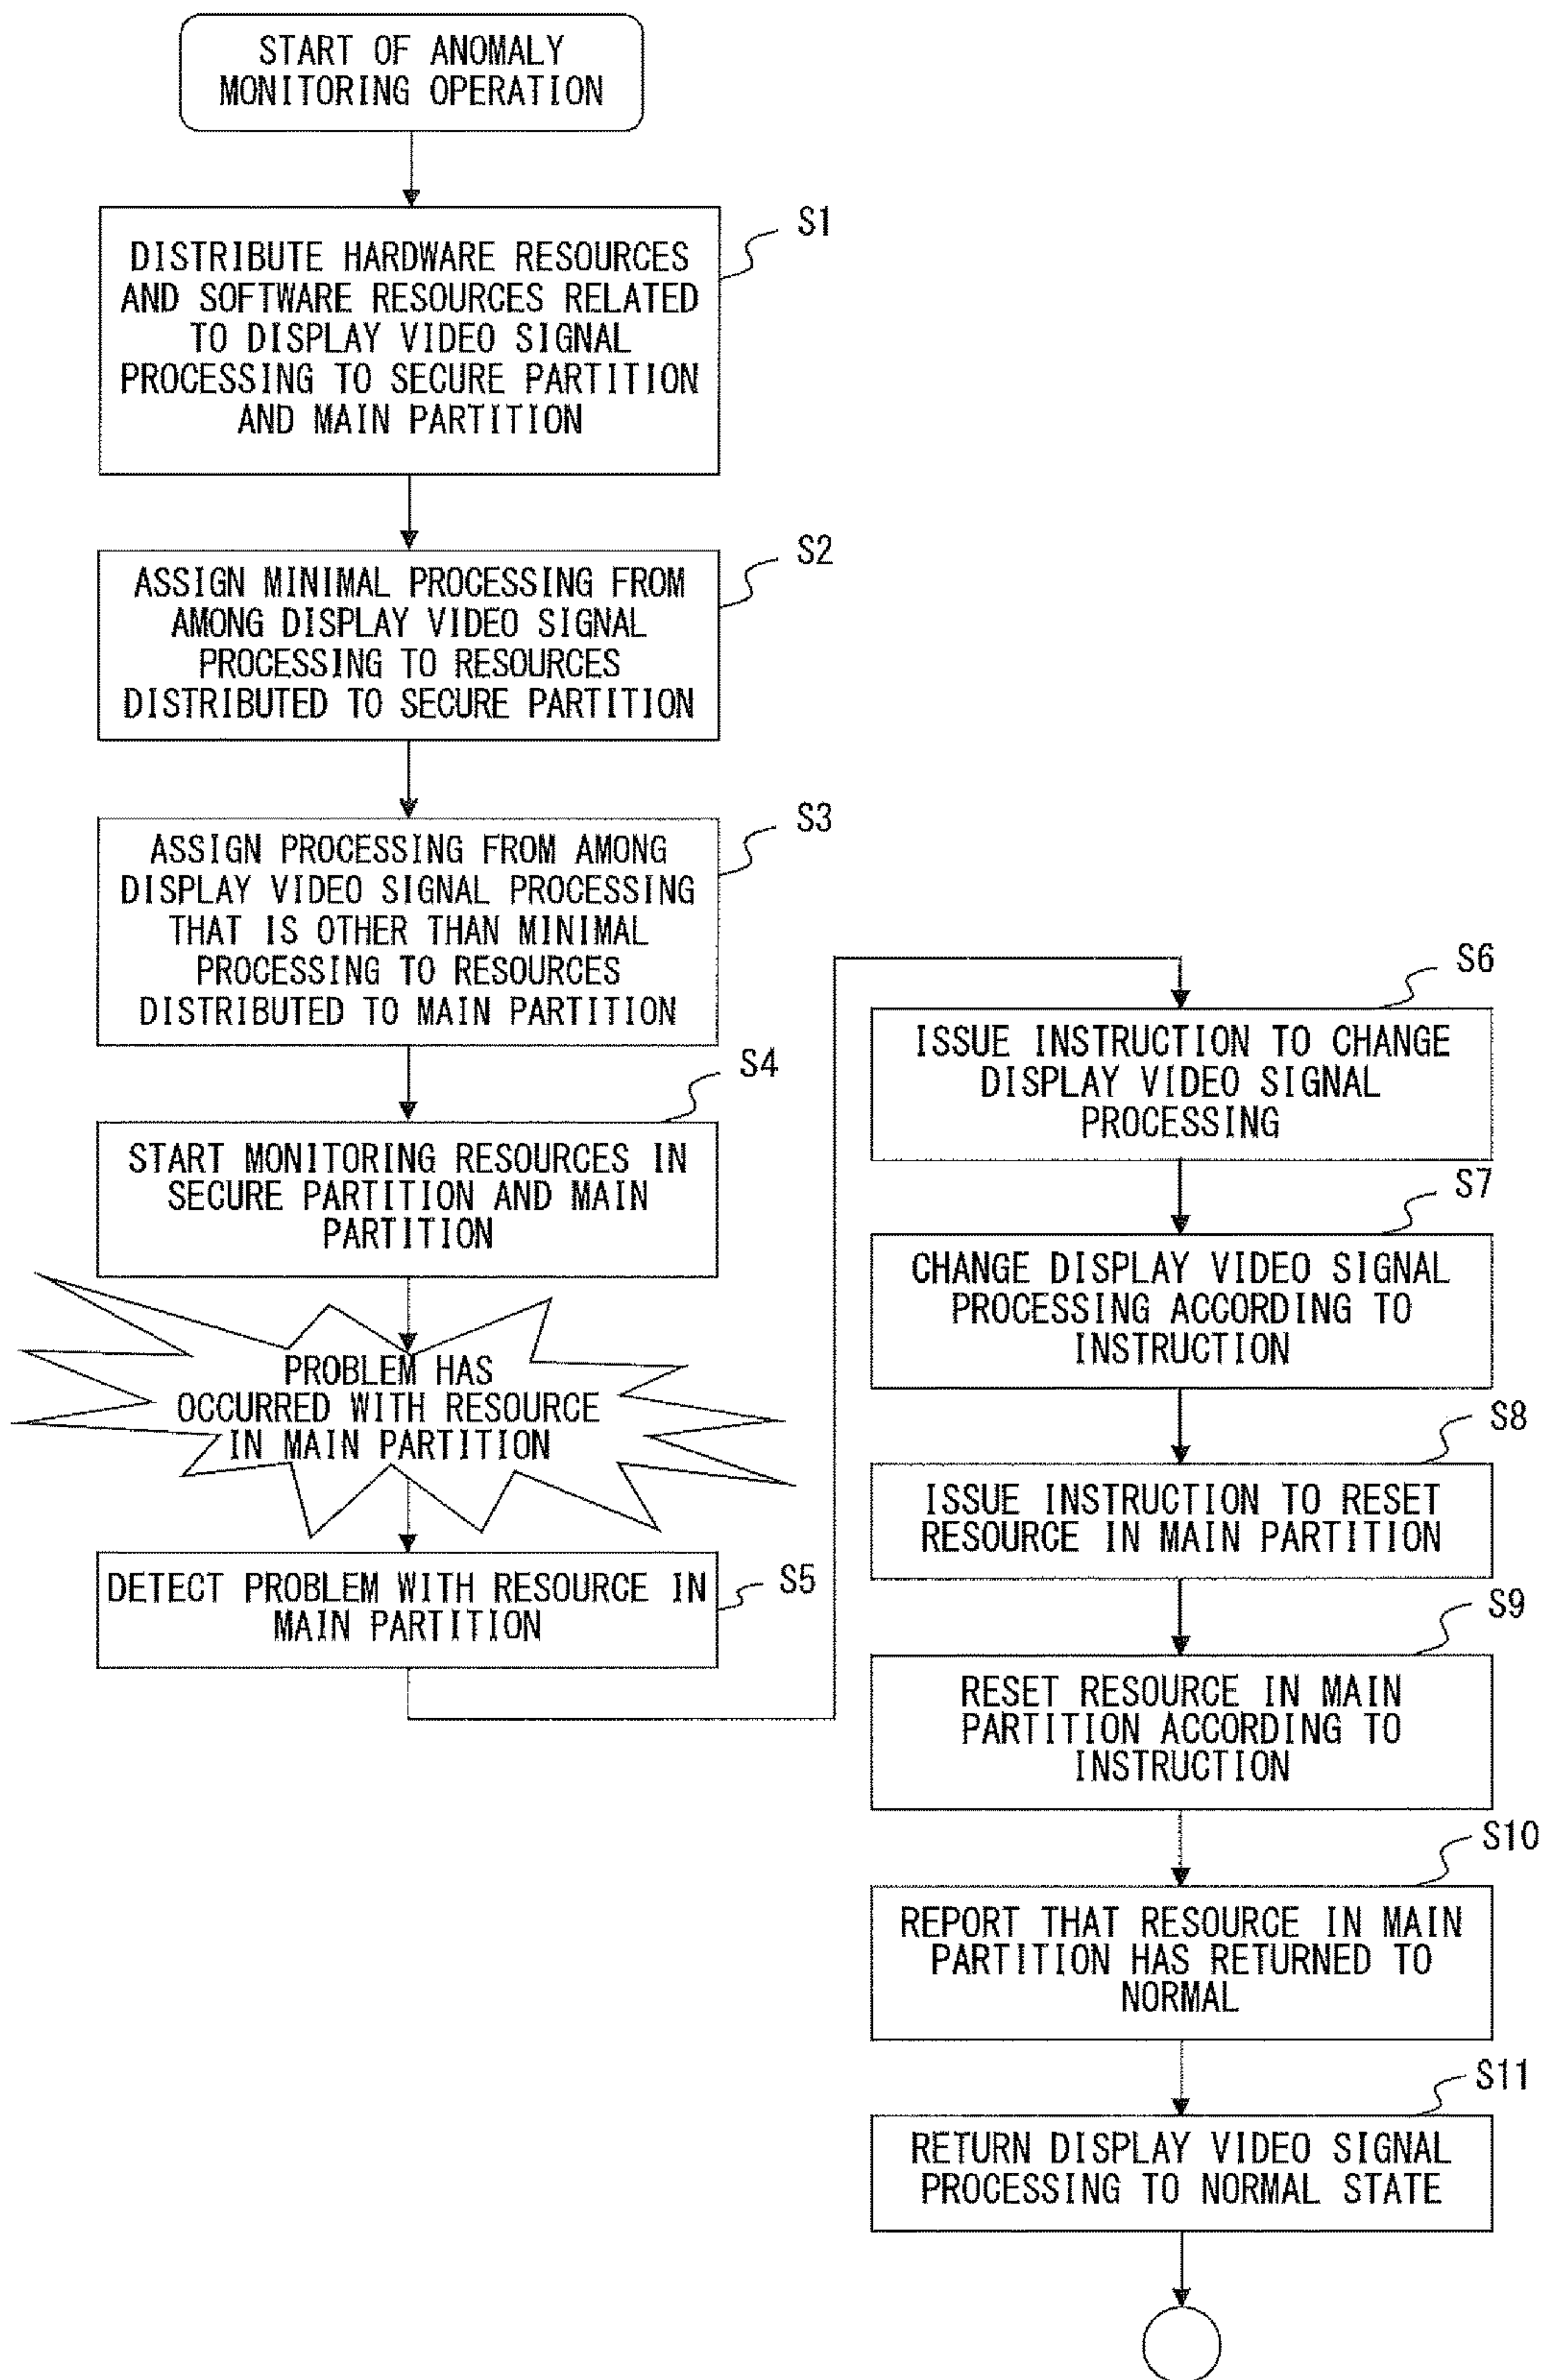 START OF ANOMALY
MONITORING OPERATION
S1
DISTRIBUTE HARDWARE RESOURCES
AND SOFTWARE RESOURCES RELATED
TO DISPLAY VIDEO SIGNAL
PROCESSING TO SECURE PARTITION
AND MAIN PARTITION
S2
ASSIGN MINIMAL PROCESSING FROM
AMONG DISPLAY VIDEO SIGNAL
PROCESSING TO RESOURCES
DISTRIBUTED TO SECURE PARTITION
S3
ASSIGN PROCESSING FROM AMONG
DISPLAY VIDEO SIGNAL PROCESSING
THAT IS OTHER THAN MINIMAL
PROCESSING TO RESOURCES
DISTRIBUTED TO MAIN PARTITION
S4
START MONITORING RESOURCES IN
SECURE PARTITION AND MAIN
PARTITION
PROBLEM HAS
OCCURRED WITH RESOURCE
IN MAIN PARTITION
S5
DETECT PROBLEM WITH RESOURCE IN
MAIN PARTITION
S6
ISSUE INSTRUCTION TO CHANGE
DISPLAY VIDEO SIGNAL
PROCESSING
S7
CHANGE DISPLAY VIDEO SIGNAL
PROCESSING ACCORDING TO
INSTRUCTION
S8
ISSUE INSTRUCTION TO RESET
RESOURCE IN MAIN PARTITION
S9
RESET RESOURCE IN MAIN
PARTITION ACCORDING TO
INSTRUCTION
S10
REPORT THAT RESOURCE IN MAIN
PARTITION HAS RETURNED TO
NORMAL
S11
RETURN DISPLAY VIDEO SIGNAL
PROCESSING TO NORMAL STATE